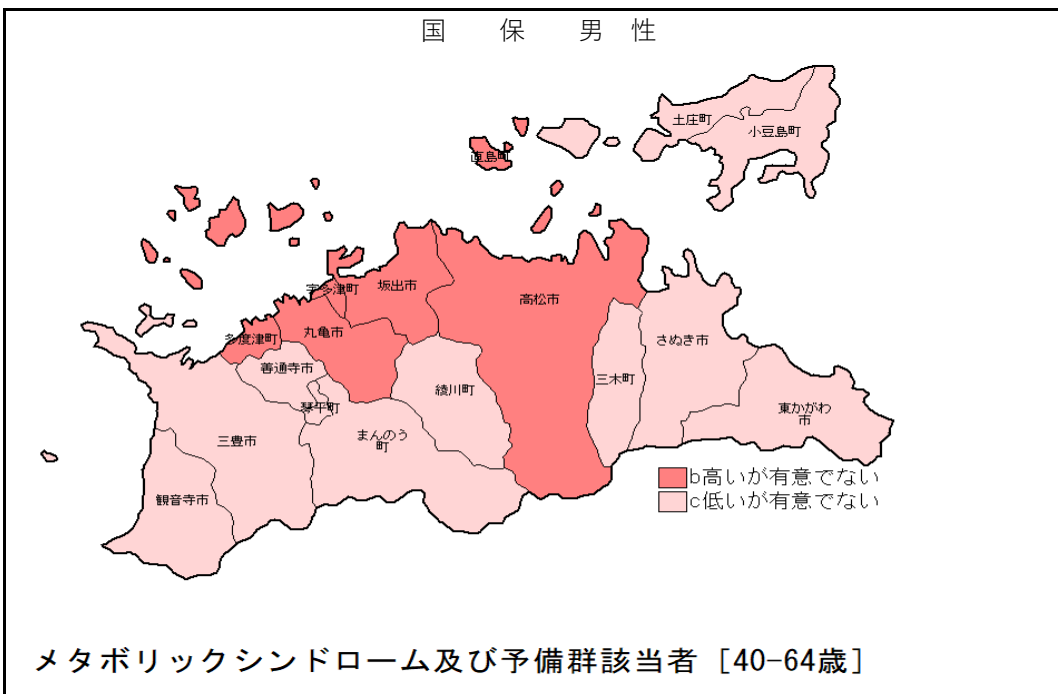 国保男性
土庄町
小豆島町
直島町
宇多津町
坂出市
高松市
多度津町
丸亀市
さぬき市
善通寺市
綾川町
三木町
琴平町
東かがわ
市
まんのう
町
三豊市
観音寺市
b高いが有意でない
c低いが有意でない
メタボリックシンドローム及び予備群該当者［40-64歳］